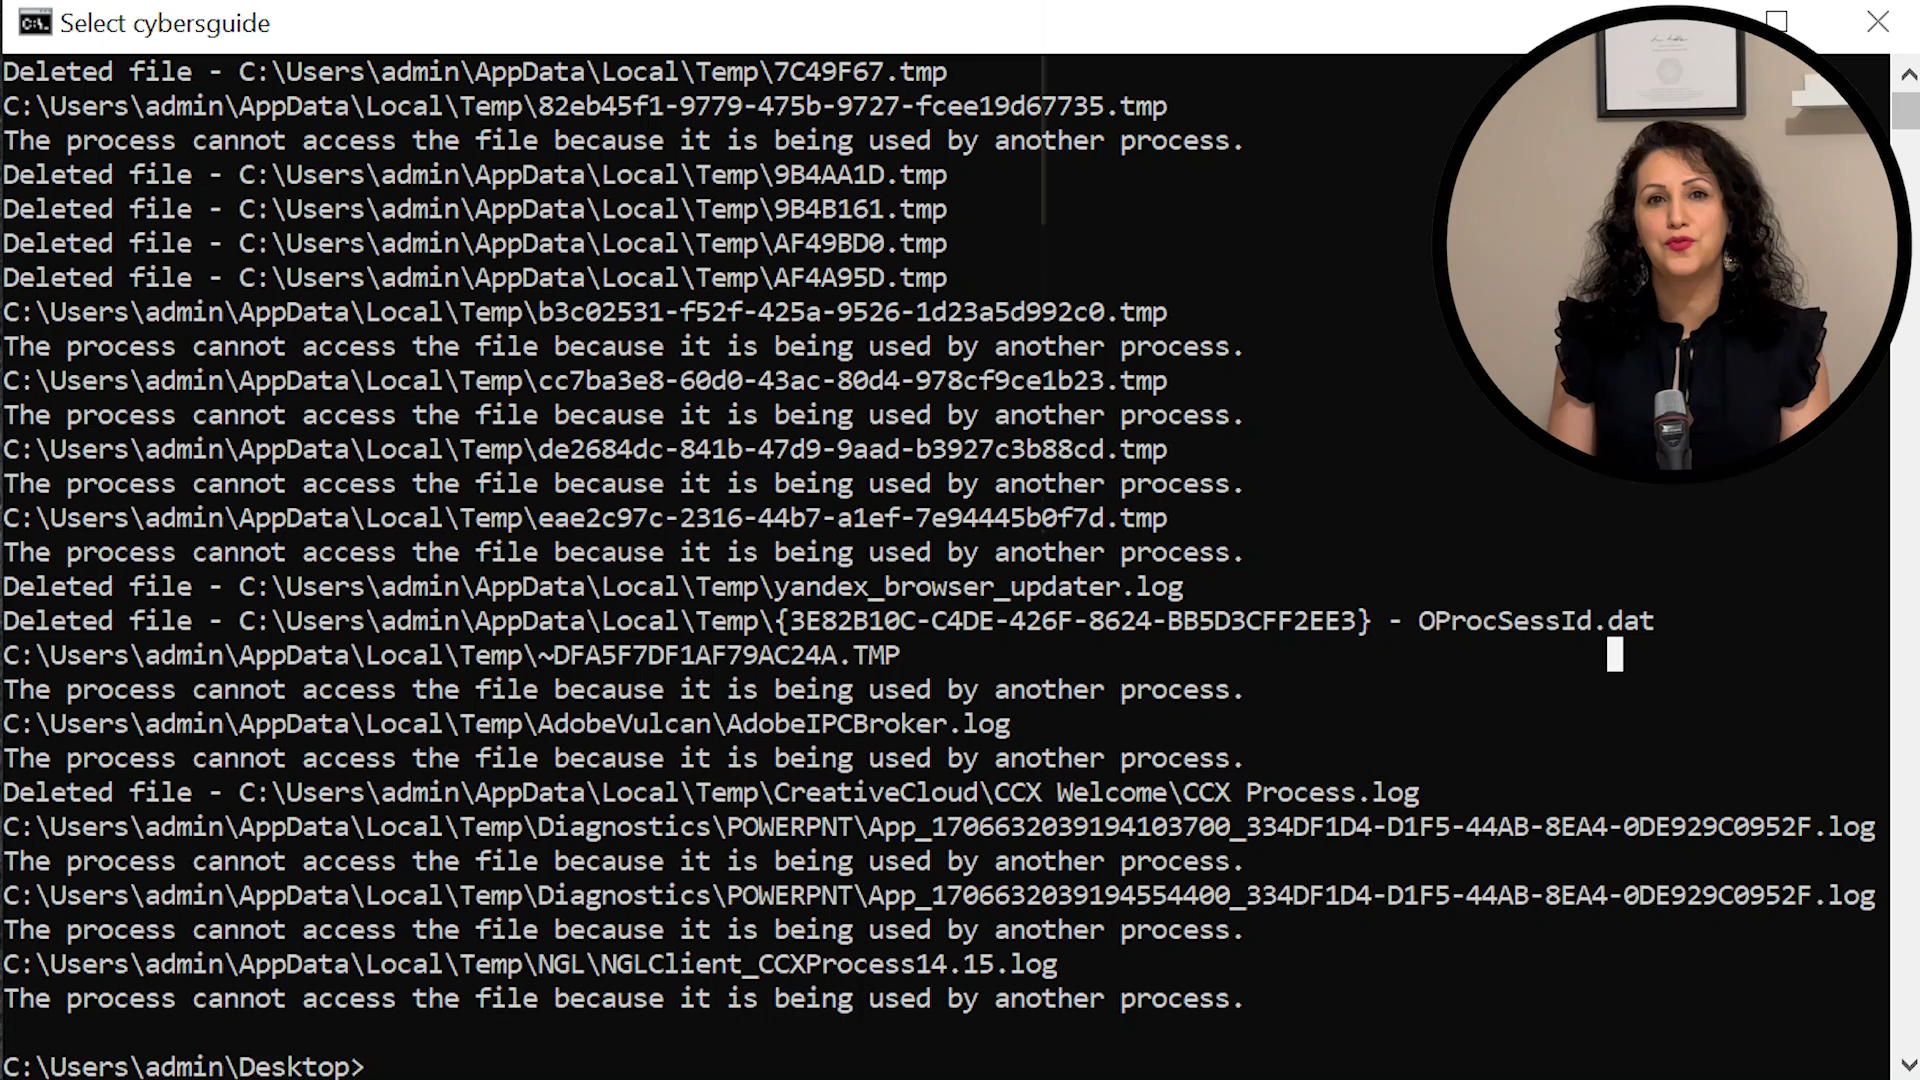 Select cybersguide
Deleted file - C:\Users\admin\AppData\Local\Temp\7C49F67.tmp
C:\Users\admin\AppData\Local\Temp\82eb45f1-9779-475b-9727-fcee19d67735.tmp
The process cannot access the file because it is being used by another process.
Deleted file - C:\Users\admin\AppData\Local\Temp\9B4AA1D.tmp
Deleted file - C:\Users\admin\AppData\Local\Temp\9B4B161.tmp
Deleted file - C:\Users\admin\AppData\Local\Temp\AF49BD0.tmp
Deleted file - C:\Users\admin\AppData\Local\Temp\AF4A95D.tmp
C:\Users\admin\AppData\Local\Temp\b3c02531-f52f-425a-9526-1d23a5d992c0.tmp
The process cannot access the file because it is being used by another process.
C:\Users\admin\AppData\Local\Temp\cc7ba3e8-60d0-43ac-80d4-978cf9ce1b23.tmp
The process cannot access the file because it is being used by another process.
C:\Users\admin\AppData\Local\Temp\de2684dc-841b-47d9-9aad-b3927c3b88cd.tmp
The process cannot access the file because it is being used by another process.
C:\Users\admin\AppData\Local\Temp\eae2c97c-2316-44b7-a1ef-7e94445b0f7d.tmp
The process cannot access the file because it is being used by another process.
Deleted file - C:\Users\admin\AppData\Local\Temp\yandex_browser_updater.log
Deleted file - C:\Users\admin\AppData\Local\Temp\{3E82B10C-C4DE-426F-8624-BB5D3CFF2EE3} - OProcSessId.dat
C:\Users\admin\AppData\Local\Temp\~DFA5F7DF1AF79AC24A.TMP
The process cannot access the file because it is being used by another process.
C:\Users\admin\AppData\Local\Temp\AdobeVulcan\AdobeIPCBroker.log
The process cannot access the file because it is being used by another process.
Deleted file - C:\Users\admin\AppData\Local\Temp\CreativeCloud\CCX Welcome\CCX Process.log
C:\Users\admin\AppData\Local\Temp\Diagnostics\POWERPNT\App_1706632039194103700_334DF1D4-D1F5-44AB-8EA4-0DE929C0952F.log
The process cannot access the file because it is being used by another process.
C:\Users\admin\AppData\Local\Temp\Diagnostics\POWERPNT\App_1706632039194554400_334DF1D4-D1F5-44AB-8EA4-0DE929C0952F.log
The process cannot access the file because it is being used by another process.
C:\Users\admin\AppData\Local\Temp\NGL\NGLClient_CCXProcess14.15.log
The process cannot access the file because it is being used by another process.
C:\Users\admin\Desktop>